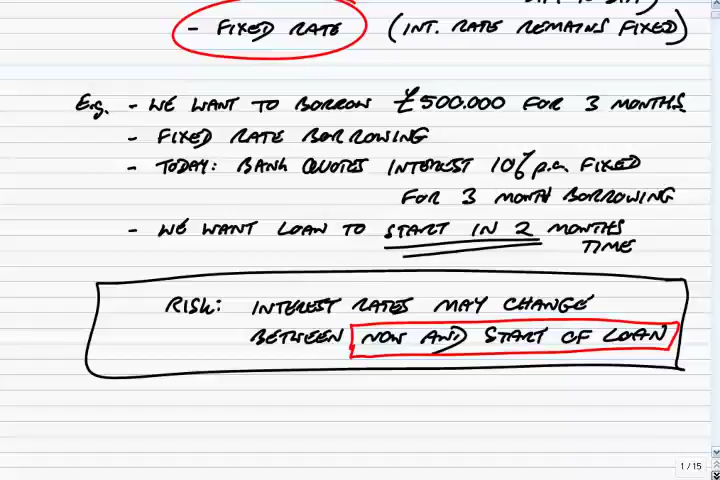 - FIXED RATE (INT. RATE REMAINS FIXED)
E.g. - WE WANT TO BORROW £500.000 FOR 3 MONTHS.
- FIXED RATE BORROWING
- TODAY: BANK QUOTES INTEREST 10% p.a. FIXED
FOR 3 MONTH BORROWING
- WE WANT LOAN TO START IN 2 MONTHS
TIME
RISK: INTEREST RATES MAY CHANGE
BETWEEN NOW AND START OF LOAN
1 / 15